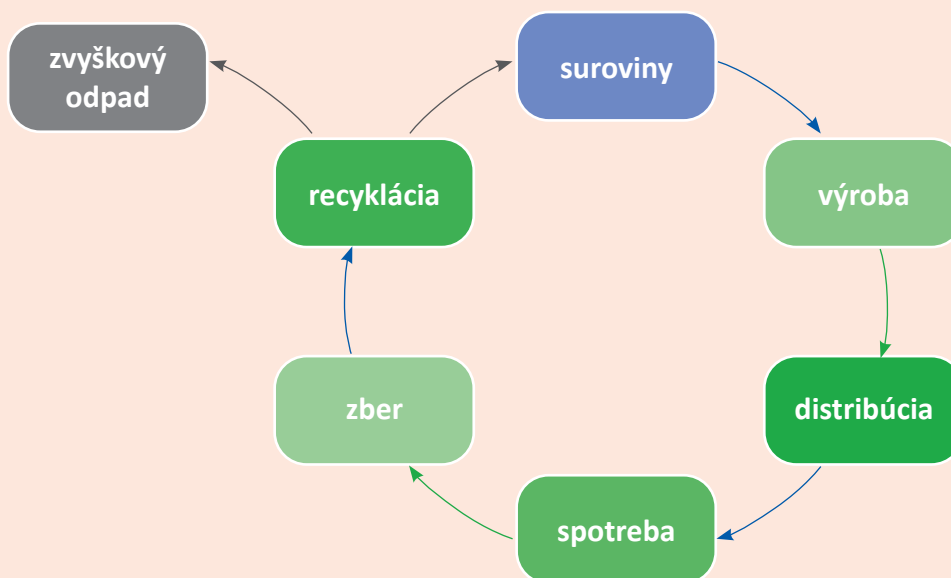 zvyškový
odpad
suroviny
recyklácia
výroba
zber
distribúcia
spotreba